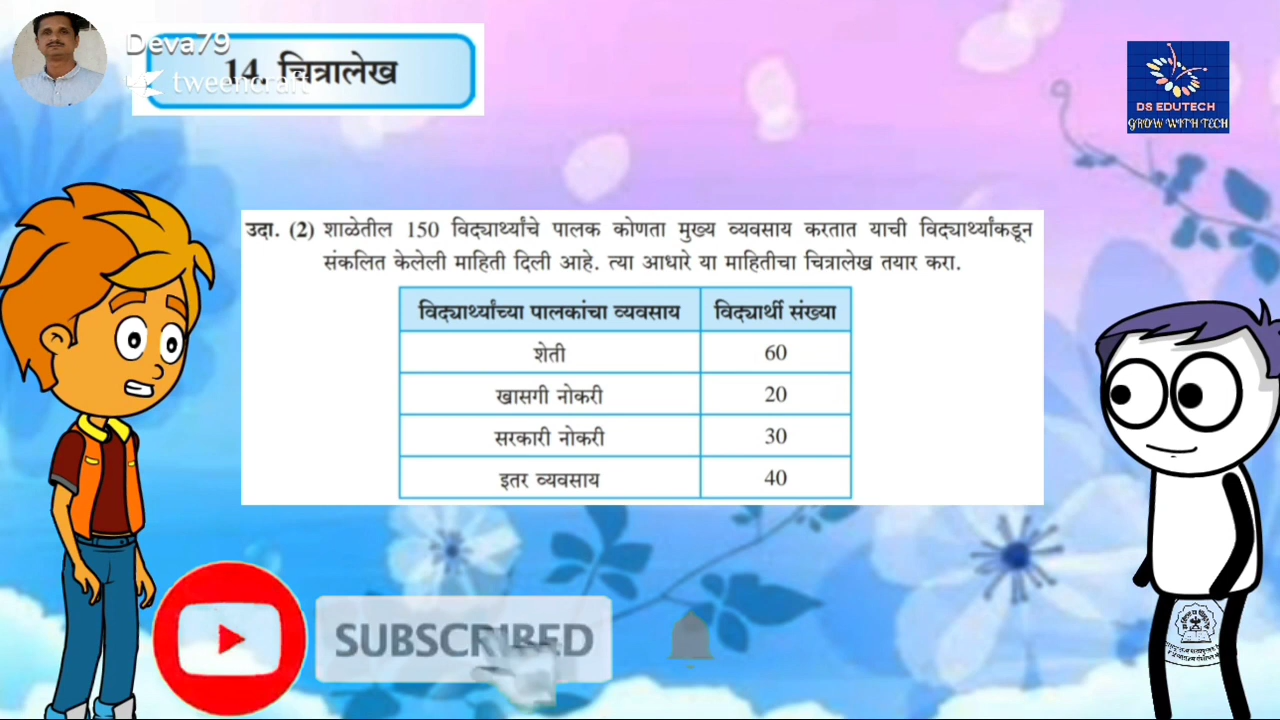 Deva79
14. चित्रालेख
tweencraft
DS EDUTECH
GROW WITH TECH
उदा. (2) शाळेतील 150 विद्यार्थ्यांचे पालक कोणता मुख्य व्यवसाय करतात याची विद्यार्थ्यांकडून
संकलित केलेली माहिती दिली आहे. त्या आधारे या माहितीचा चित्रालेख तयार करा.
विद्यार्थ्यांच्या पालकांचा व्यवसाय विद्यार्थी संख्या
शेती 60
खासगी नोकरी 20
सरकारी नोकरी 30
इतर व्यवसाय 40
SUBSCRIBED